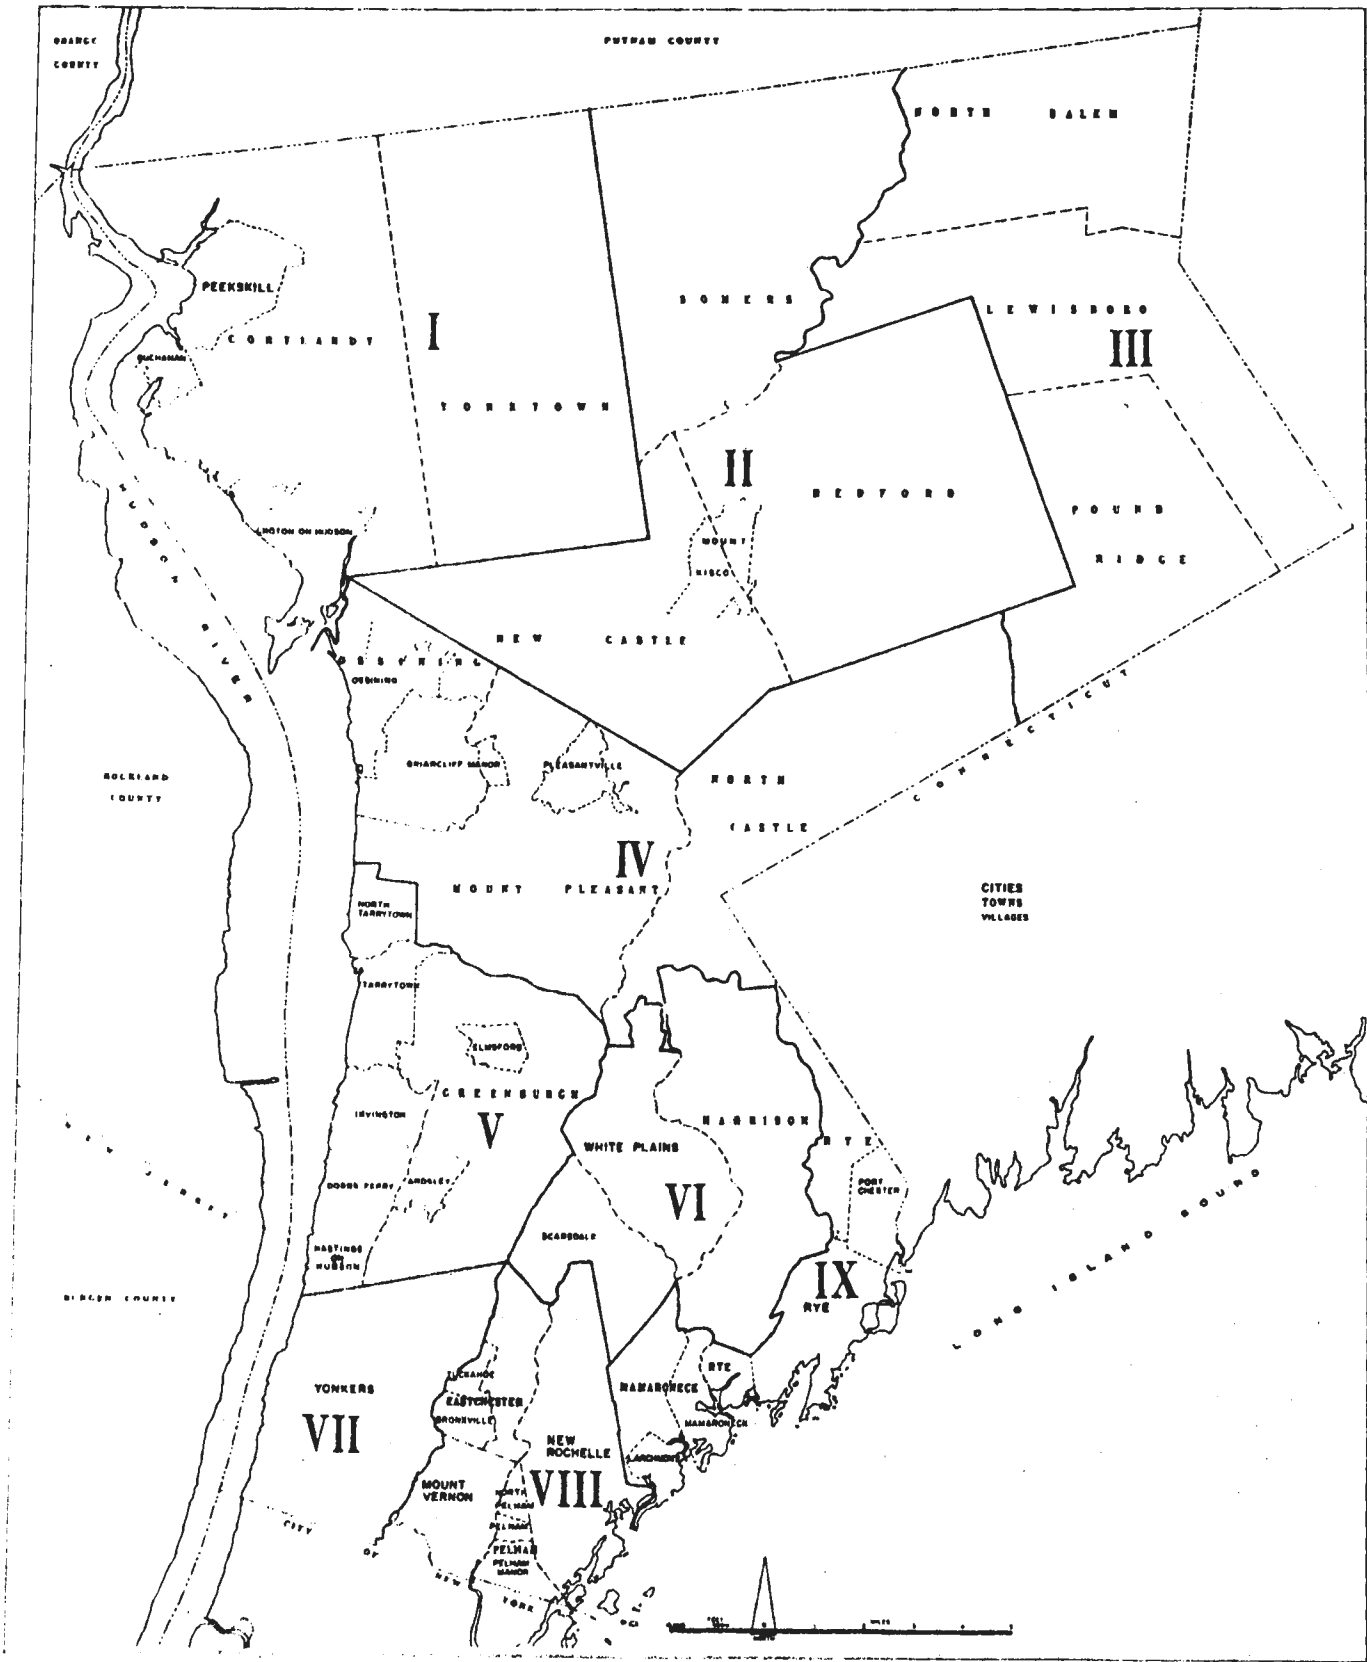 ORANGE
COUNTY
PUTNAM COUNTY
NORTH SALEM
PEEKSKILL
SOMERS
LEWISBORO
CORTLANDT
I
III
BUCHANAN
YORKTOWN
II
BEDFORD
HUDSON RIVER
POUND
RIDGE
ON HUDSON
MOUNT
KISCO
NEW CASTLE
OSSINING
OSSINING
CONNECTICUT
ROCKLAND
COUNTY
BRIARCLIFF MANOR
PLEASANTVILLE
NORTH
CASTLE
IV
MOUNT PLEASANT
CITIES
TOWNS
VILLAGES
NORTH
TARRYTOWN
TARRYTOWN
ELMSFORD
GREENBURGH
IRVINGTON
V
HARRISON
WHITE PLAINS
RYE
PORT
CHESTER
NEW JERSEY
DOBBS FERRY
ARDSLEY
VI
SCARSDALE
HASTINGS
ON
HUDSON
LONG ISLAND SOUND
BERGEN COUNTY
IX
RYE
YONKERS
VII
TUCKAHOE
EASTCHESTER
BRONXVILLE
MAMARONECK
RYE
MAMARONECK
NEW
ROCHELLE
LARCHMONT
VIII
MOUNT
VERNON
NORTH
PELHAM
PELHAM
PELHAM
PELHAM
MANOR
CITY
OF
NEW
YORK
MILES
NORTH